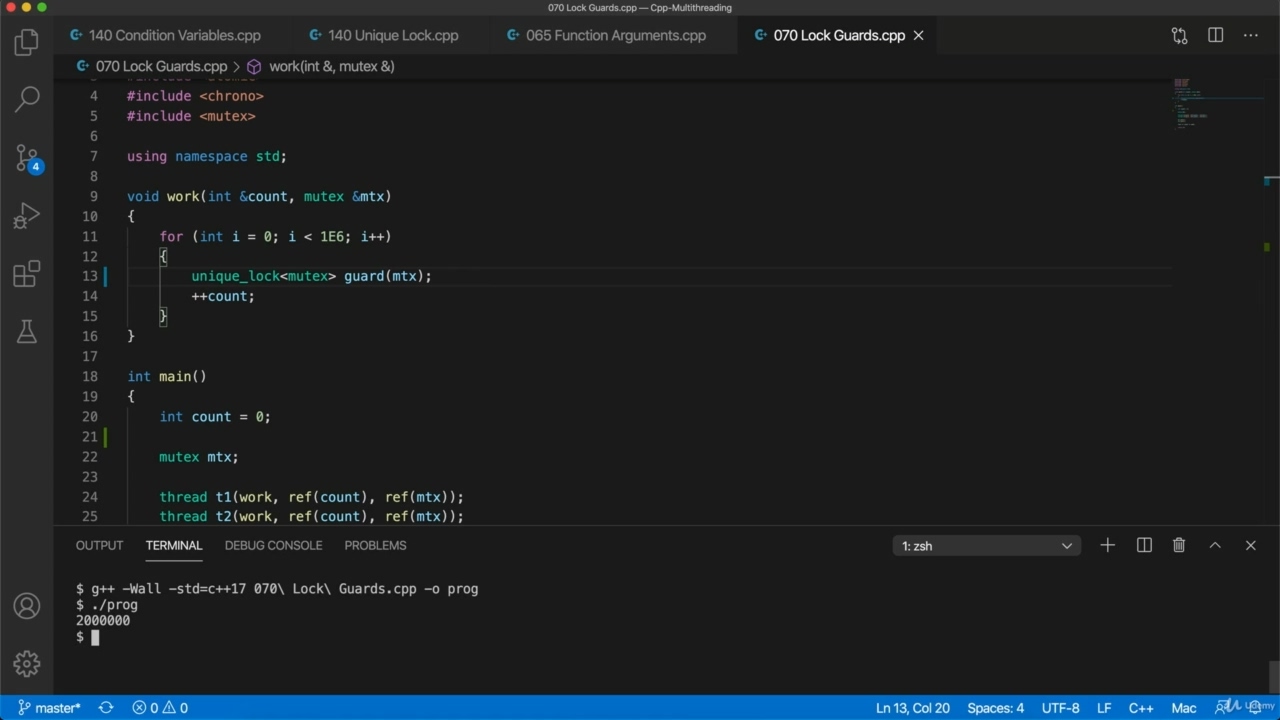 070 Lock Guards.cpp — Cpp-Multithreading
140 Condition Variables.cpp 140 Unique Lock.cpp 065 Function Arguments.cpp 070 Lock Guards.cpp
070 Lock Guards.cpp > work(int &, mutex &)
4 #include <chrono>
5 #include <mutex>
6
7 using namespace std;
8
9 void work(int &count, mutex &mtx)
10 {
11 for (int i = 0; i < 1E6; i++)
12 {
13 unique_lock<mutex> guard(mtx);
14 ++count;
15 }
16 }
17
18 int main()
19 {
20 int count = 0;
21
22 mutex mtx;
23
24 thread t1(work, ref(count), ref(mtx));
25 thread t2(work, ref(count), ref(mtx));
4
OUTPUT TERMINAL DEBUG CONSOLE PROBLEMS 1: zsh
$ g++ -Wall -std=c++17 070\ Lock\ Guards.cpp -o prog
$ ./prog
2000000
$
master* 0 0 Ln 13, Col 20 Spaces: 4 UTF-8 LF C++ Mac Udemy